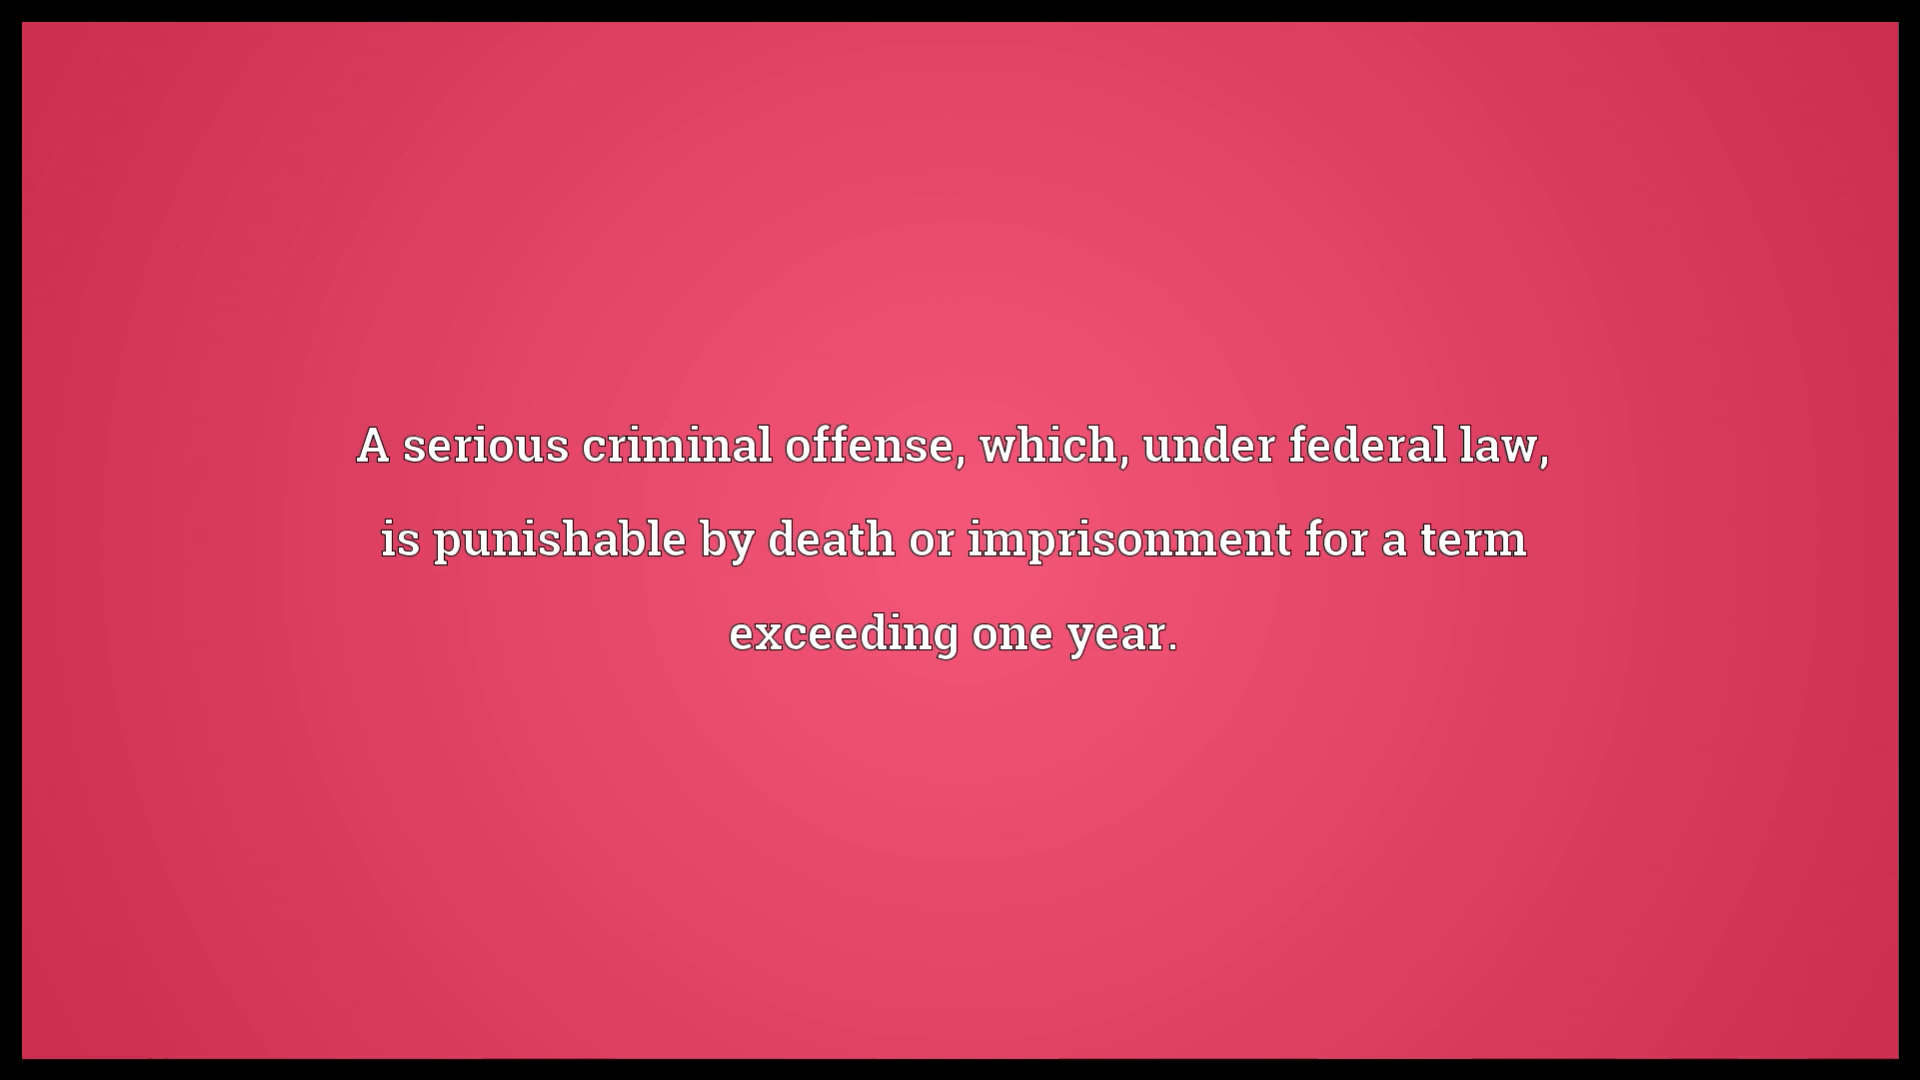 A serious criminal offense, which, under federal law,
is punishable by death or imprisonment for a term
exceeding one year.